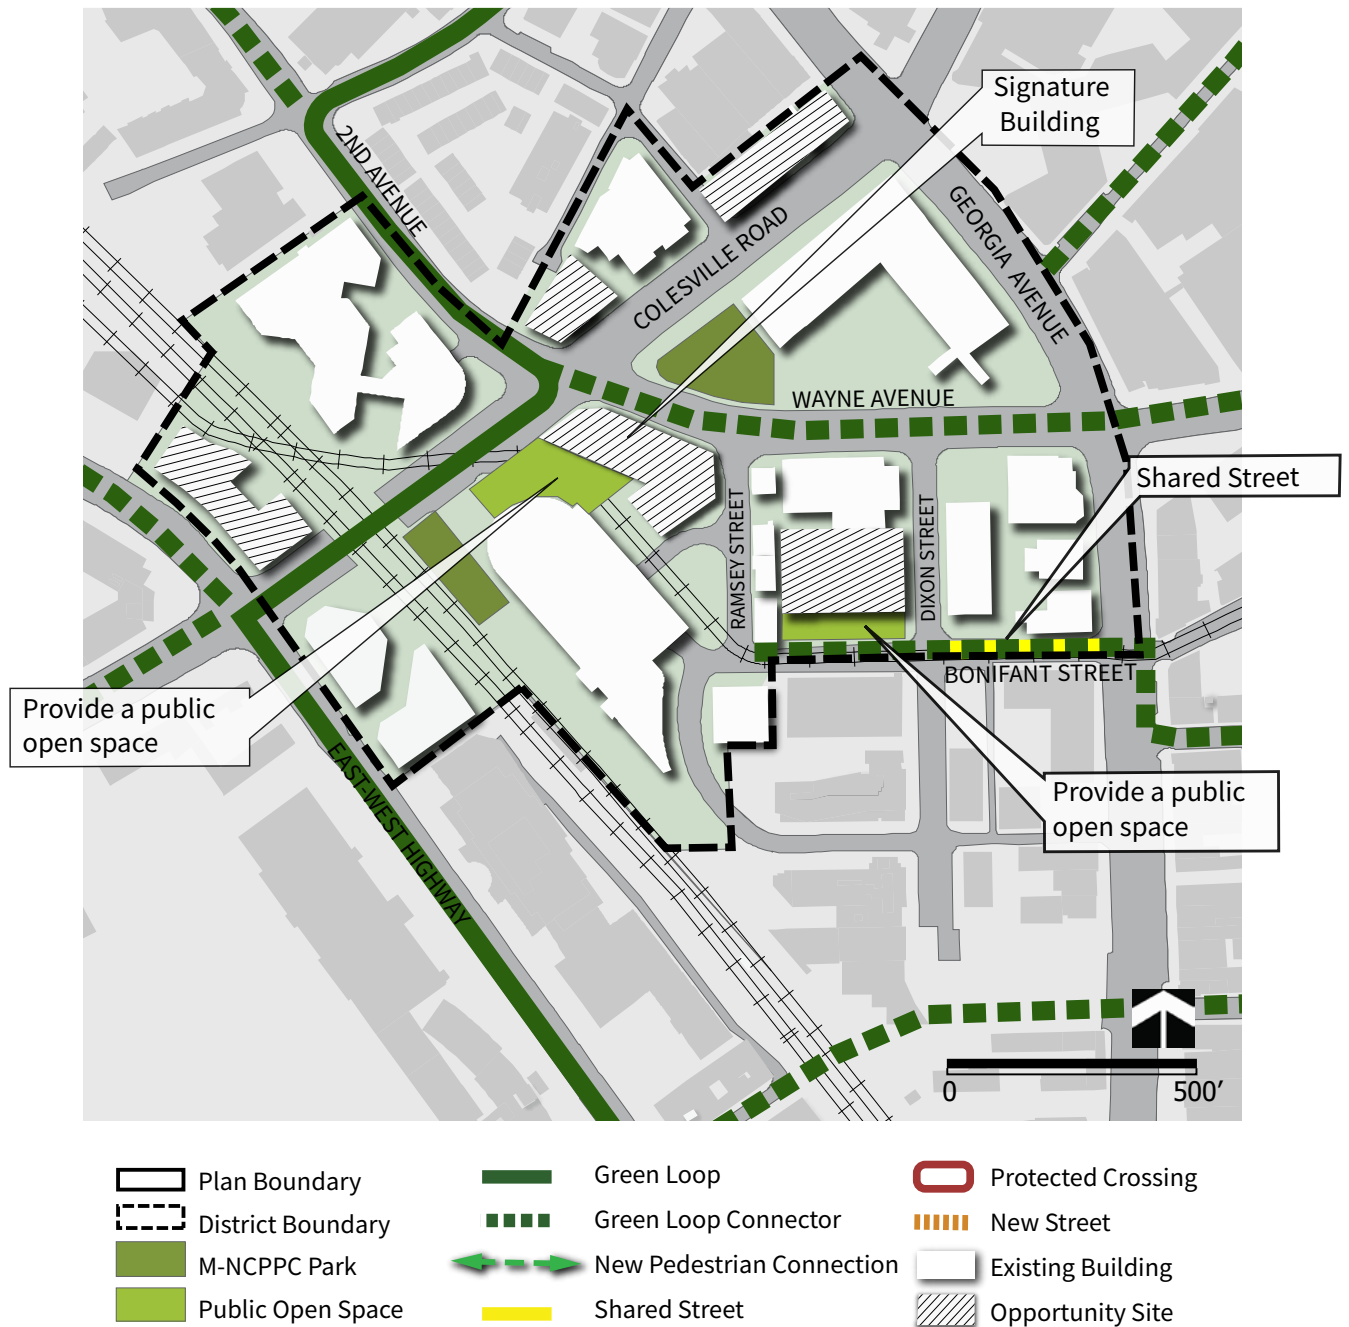 Signature
Building
2ND AVENUE
GEORGIA AVENUE
COLESVILLE ROAD
WAYNE AVENUE
Shared Street
RAMSEY STREET
DIXON STREET
BONIFANT STREET
Provide a public
open space
EAST-WEST HIGHWAY
Provide a public
open space
0 500’
Plan Boundary
District Boundary
M-NCPPC Park
Public Open Space
Green Loop
Green Loop Connector
New Pedestrian Connection
Shared Street
Protected Crossing
New Street
Existing Building
Opportunity Site